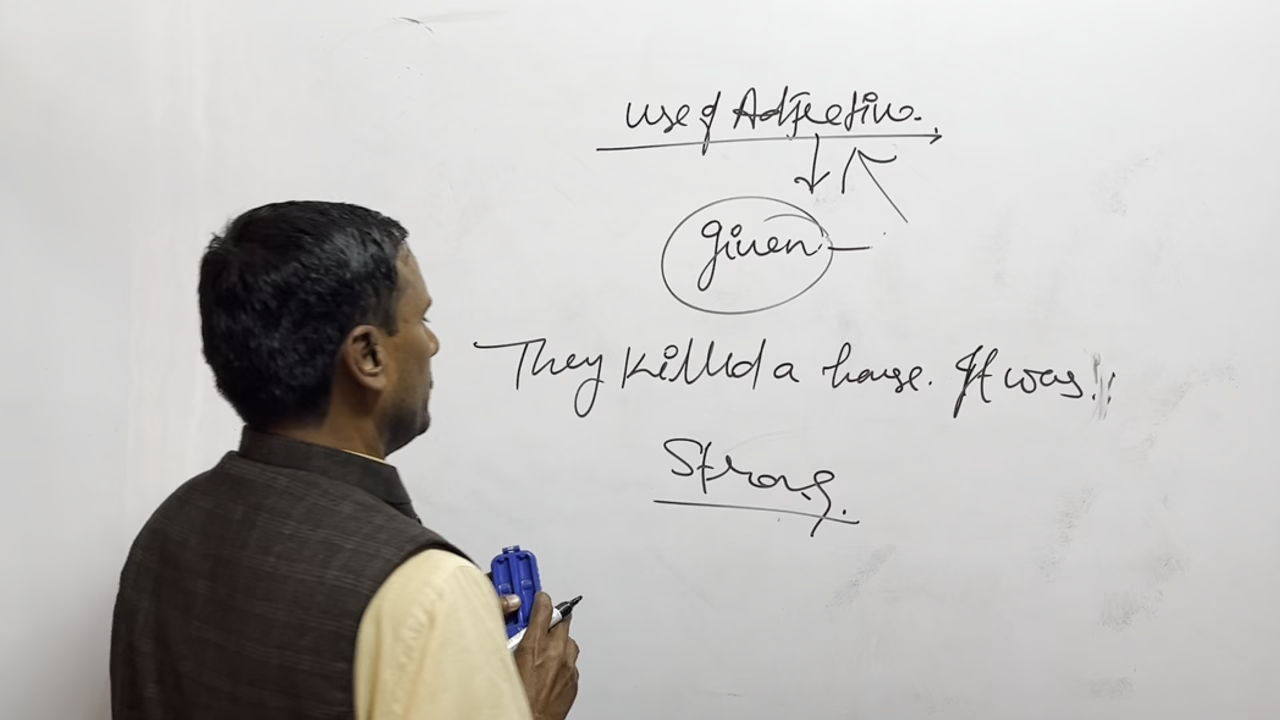 Use of Adjective.
given
They killed a horse. It was
Strong.